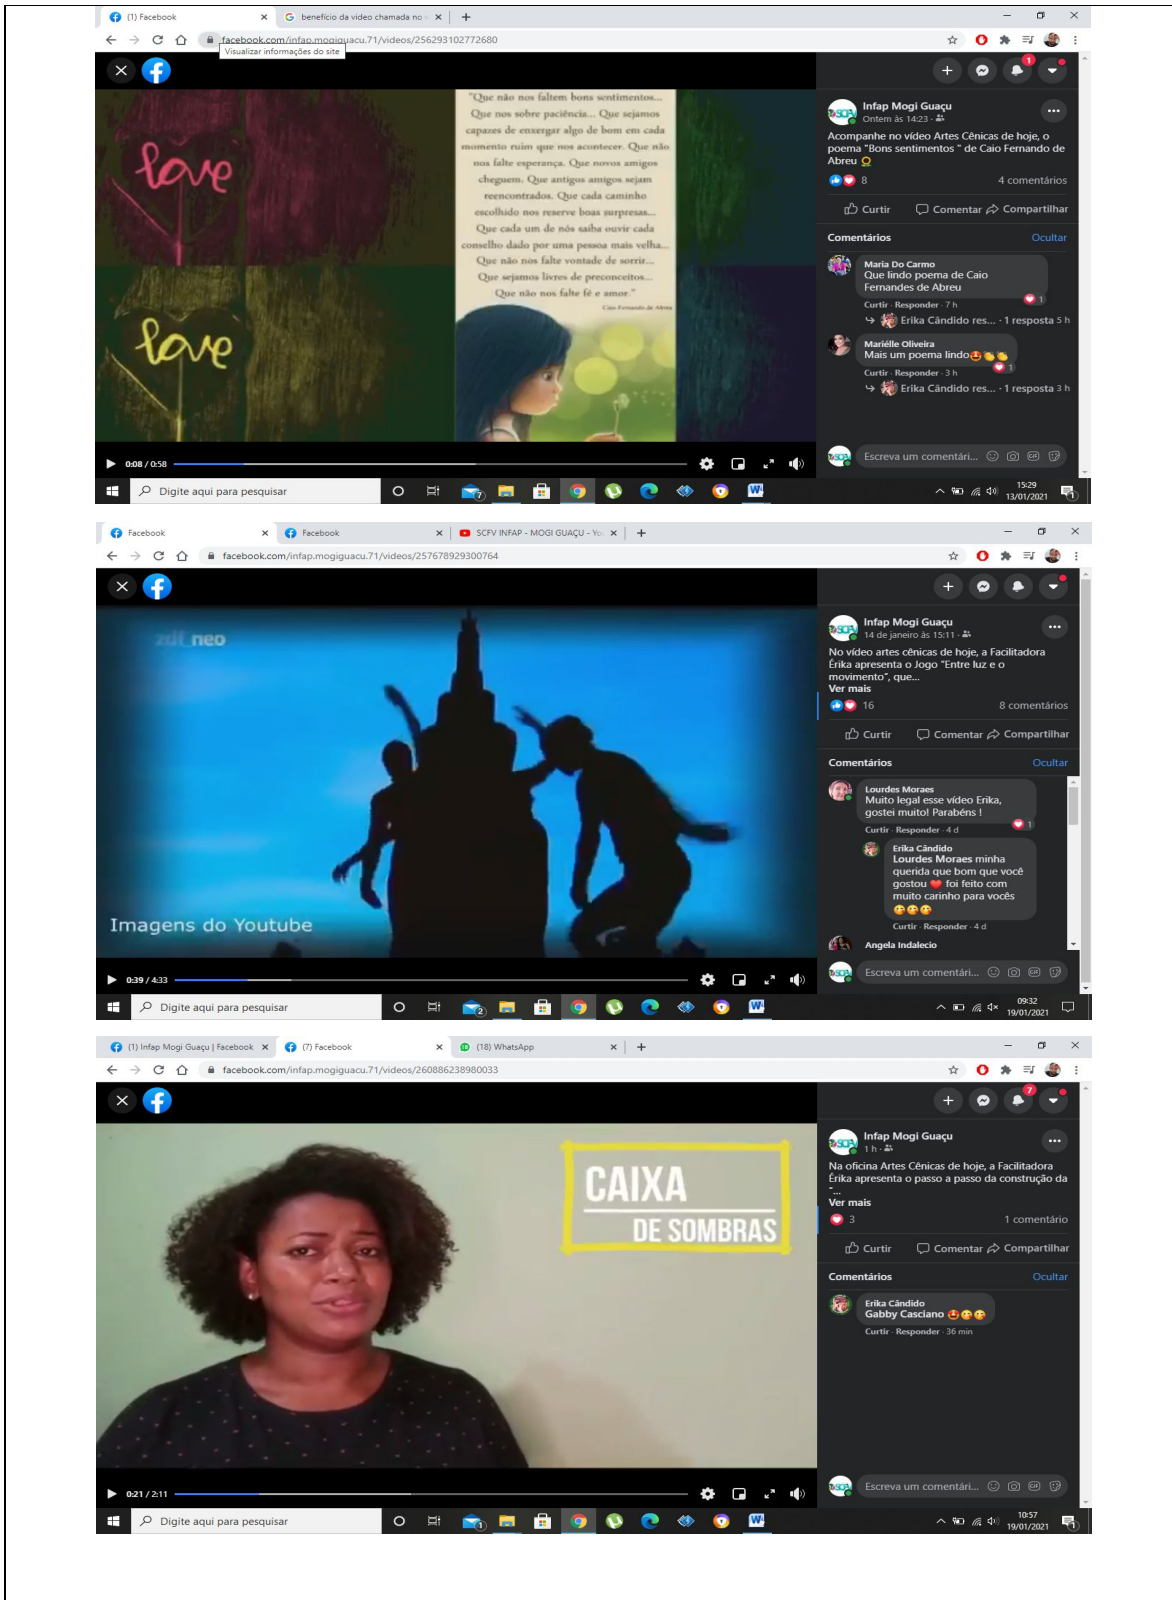 (1) Facebook
benefício da video chamada no
facebook.com/infap.mogiguacu.71/videos/256293102772680
Visualizar informações do site
1
love
love
"Que não nos faltem bons sentimentos...
Que nos sobre paciência... Que sejamos
capazes de enxergar algo de bom em cada
momento ruim que nos acontecer. Que não
nos falte esperança. Que novos amigos
cheguem. Que antigos amigos sejam
reencontrados. Que cada caminho
escolhido nos reserve boas surpresas...
Que cada um de nós saiba ouvir cada
conselho dado por uma pessoa mais velha...
Que não nos falte vontade de sorrir...
Que sejamos livres de preconceitos...
Que não nos falte fé e amor."
Caio Fernando de Abreu
Infap Mogi Guaçu
Ontem às 14:23
Acompanhe no vídeo Artes Cênicas de hoje, o
poema "Bons sentimentos " de Caio Fernando de
Abreu
8 4 comentários
Curtir Comentar Compartilhar
Comentários Ocultar
Maria Do Carmo
Que lindo poema de Caio
Fernandes de Abreu
1
Curtir · Responder · 7 h
Erika Cândido res... · 1 resposta 5 h
Mariélle Oliveira
Mais um poema lindo🤩👏👏
1
Curtir · Responder · 3 h
Erika Cândido res... · 1 resposta 3 h
Escreva um comentári...
0:08 / 0:58
Digite aqui para pesquisar
7
15:29
13/01/2021
1
Facebook
Facebook
SCFV INFAP - MOGI GUAÇU - Yo
facebook.com/infap.mogiguacu.71/videos/257678929300764
zdf_neo
Imagens do Youtube
Infap Mogi Guaçu
14 de janeiro às 15:11
No vídeo artes cênicas de hoje, a Facilitadora
Érika apresenta o Jogo "Entre luz e o
movimento", que...
Ver mais
16 8 comentários
Curtir Comentar Compartilhar
Comentários Ocultar
Lourdes Moraes
Muito legal esse vídeo Erika,
gostei muito! Parabéns !
1
Curtir · Responder · 4 d
Erika Cândido
Lourdes Moraes minha
querida que bom que você
gostou ❤️ foi feito com
muito carinho para vocês
😋😋😋
Curtir · Responder · 4 d
Angela Indalecio
Escreva um comentári...
0:39 / 4:33
Digite aqui para pesquisar
2
09:32
19/01/2021
(1) Infap Mogi Guaçu | Facebook
(7) Facebook
(18) WhatsApp
facebook.com/infap.mogiguacu.71/videos/260886238980033
7
CAIXA
DE SOMBRAS
Infap Mogi Guaçu
1 h
Na oficina Artes Cênicas de hoje, a Facilitadora
Érika apresenta o passo a passo da construção da
"...
Ver mais
3 1 comentário
Curtir Comentar Compartilhar
Comentários Ocultar
Erika Cândido
Gabby Casciano 🤩😋😋
Curtir · Responder · 36 min
Escreva um comentári...
0:21 / 2:11
Digite aqui para pesquisar
1
10:57
19/01/2021
1